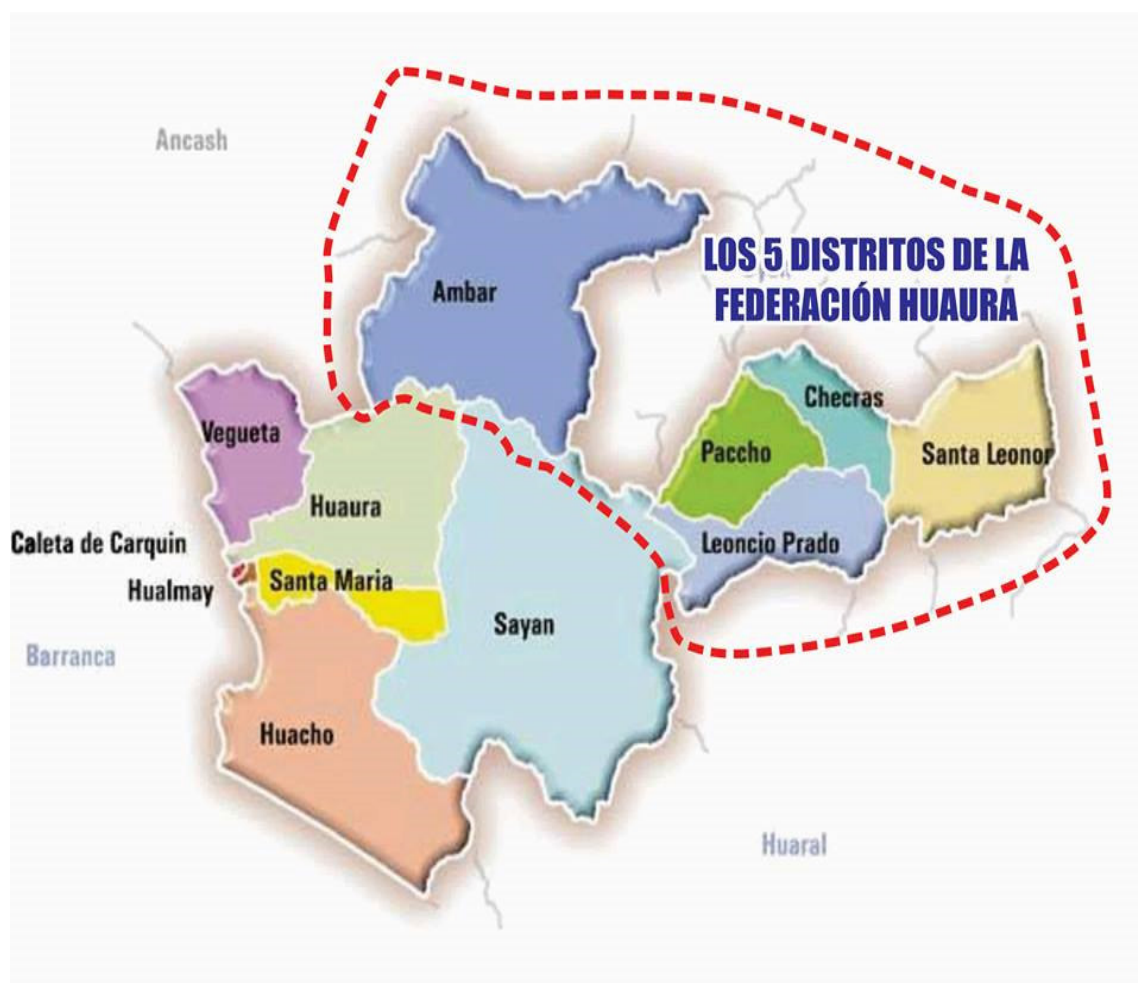 Ancash
LOS 5 DISTRITOS DE LA
FEDERACIÓN HUAURA
Ambar
Checras
Vegueta
Paccho
Santa Leonor
Huaura
Caleta de Carquin
Leoncio Prado
Santa Maria
Hualmay
Sayan
Barranca
Huacho
Huaral